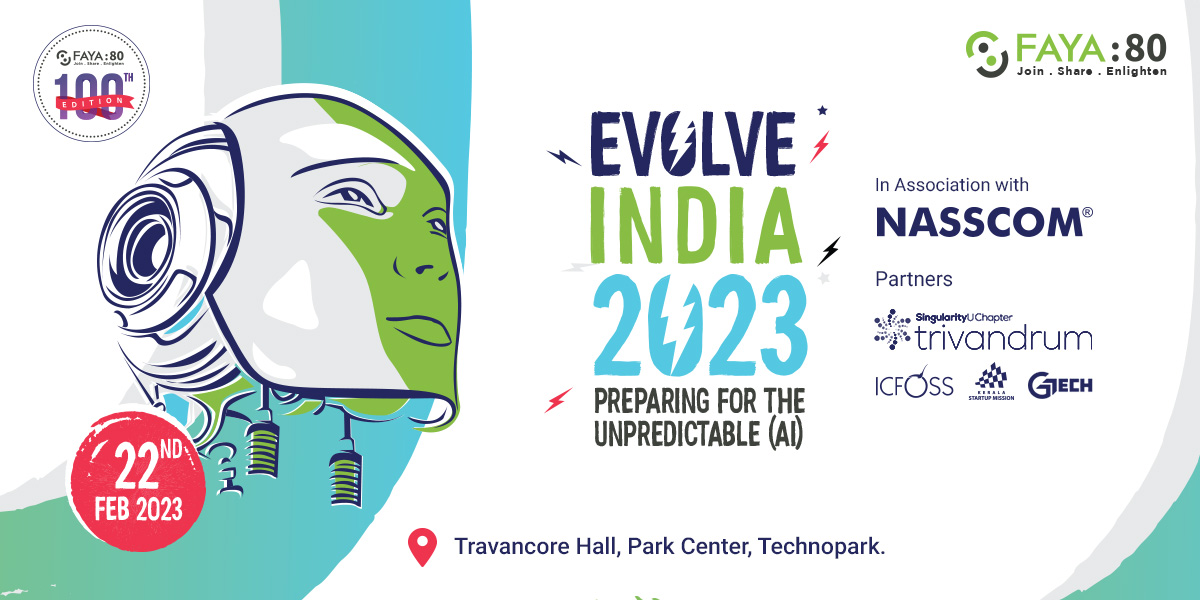 FAYA:80
Join . Share . Enlighten
100TH
EDITION
FAYA:80
Join . Share . Enlighten
EVOLVE
INDIA
2023
PREPARING FOR THE
UNPREDICTABLE (AI)
In Association with
NASSCOM®
Partners
SingularityU Chapter
trivandrum
ICFOSS
KERALA
STARTUP MISSION
GTECH
22ND
FEB 2023
Travancore Hall, Park Center, Technopark.